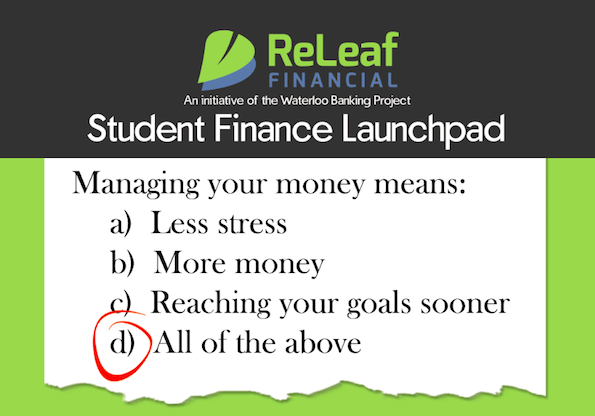 ReLeaf
FINANCIAL
An initiative of the Waterloo Banking Project
Student Finance Launchpad
Managing your money means:
a) Less stress
b) More money
c) Reaching your goals sooner
d) All of the above